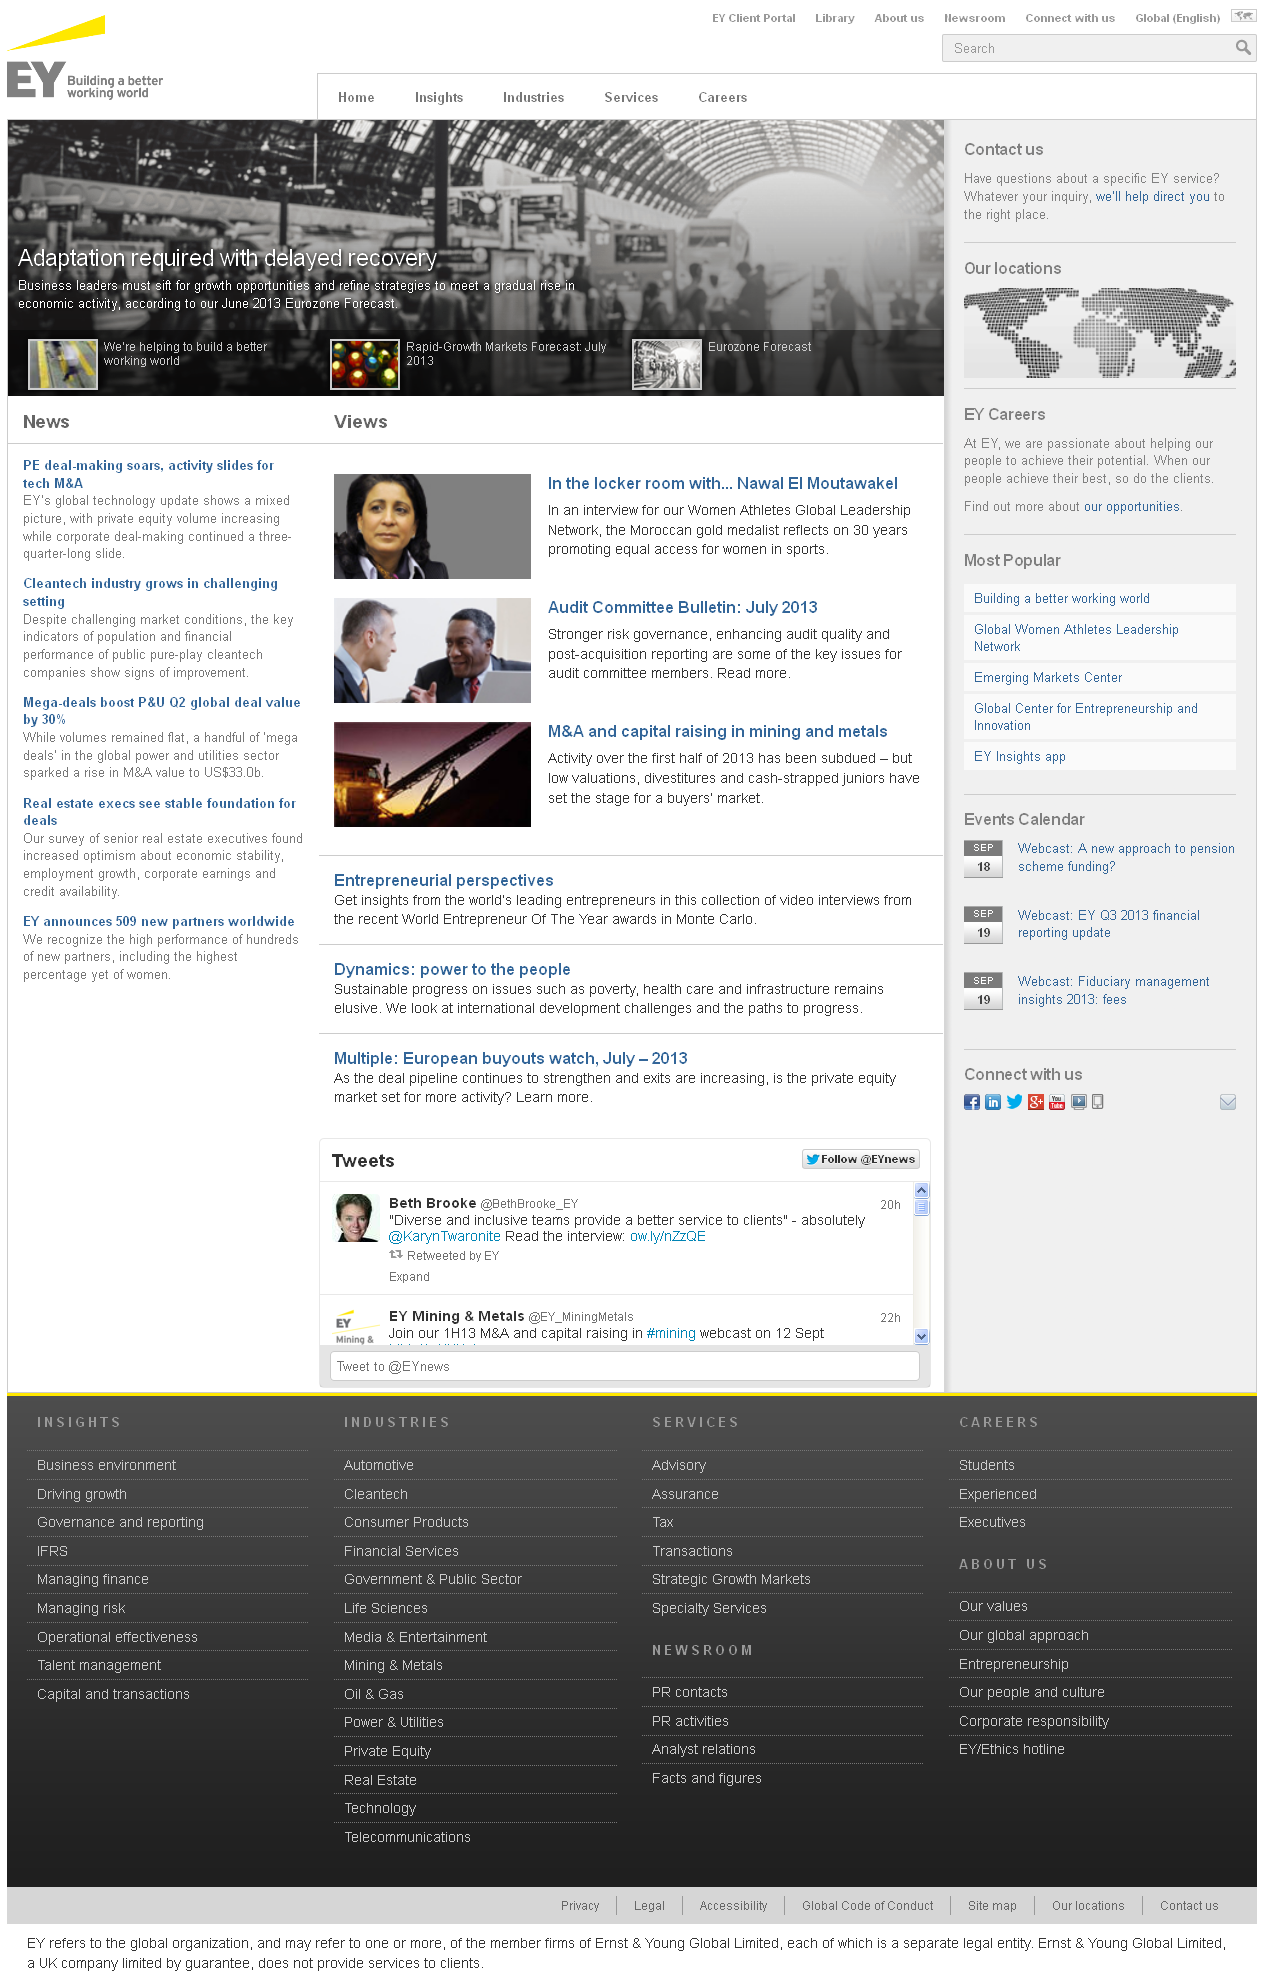 EY Client Portal
Library
About us
Newsroom
Connect with us
Global (English)
Search
EY Building a better
working world
Home
Insights
Industries
Services
Careers
Adaptation required with delayed recovery
Business leaders must sift for growth opportunities and refine strategies to meet a gradual rise in
economic activity, according to our June 2013 Eurozone Forecast.
We're helping to build a better
working world
Rapid-Growth Markets Forecast: July
2013
Eurozone Forecast
News
PE deal-making soars, activity slides for
tech M&A
EY's global technology update shows a mixed
picture, with private equity volume increasing
while corporate deal-making continued a three-
quarter-long slide.
Cleantech industry grows in challenging
setting
Despite challenging market conditions, the key
indicators of population and financial
performance of public pure-play cleantech
companies show signs of improvement.
Mega-deals boost P&U Q2 global deal value
by 30%
While volumes remained flat, a handful of 'mega
deals' in the global power and utilities sector
sparked a rise in M&A value to US$33.0b.
Real estate execs see stable foundation for
deals
Our survey of senior real estate executives found
increased optimism about economic stability,
employment growth, corporate earnings and
credit availability.
EY announces 509 new partners worldwide
We recognize the high performance of hundreds
of new partners, including the highest
percentage yet of women.
Views
In the locker room with... Nawal El Moutawakel
In an interview for our Women Athletes Global Leadership
Network, the Moroccan gold medalist reflects on 30 years
promoting equal access for women in sports.
Audit Committee Bulletin: July 2013
Stronger risk governance, enhancing audit quality and
post-acquisition reporting are some of the key issues for
audit committee members. Read more.
M&A and capital raising in mining and metals
Activity over the first half of 2013 has been subdued – but
low valuations, divestitures and cash-strapped juniors have
set the stage for a buyers' market.
Entrepreneurial perspectives
Get insights from the world's leading entrepreneurs in this collection of video interviews from
the recent World Entrepreneur Of The Year awards in Monte Carlo.
Dynamics: power to the people
Sustainable progress on issues such as poverty, health care and infrastructure remains
elusive. We look at international development challenges and the paths to progress.
Multiple: European buyouts watch, July – 2013
As the deal pipeline continues to strengthen and exits are increasing, is the private equity
market set for more activity? Learn more.
Tweets
Follow @EYnews
Beth Brooke @BethBrooke_EY 20h
"Diverse and inclusive teams provide a better service to clients" - absolutely
@KarynTwaronite Read the interview: ow.ly/nZzQE
Retweeted by EY
Expand
EY
Mining &
EY Mining & Metals @EY_MiningMetals 22h
Join our 1H13 M&A and capital raising in #mining webcast on 12 Sept
Tweet to @EYnews
Contact us
Have questions about a specific EY service?
Whatever your inquiry, we'll help direct you to
the right place.
Our locations
EY Careers
At EY, we are passionate about helping our
people to achieve their potential. When our
people achieve their best, so do the clients.
Find out more about our opportunities.
Most Popular
Building a better working world
Global Women Athletes Leadership
Network
Emerging Markets Center
Global Center for Entrepreneurship and
Innovation
EY Insights app
Events Calendar
SEP
18
Webcast: A new approach to pension
scheme funding?
SEP
19
Webcast: EY Q3 2013 financial
reporting update
SEP
19
Webcast: Fiduciary management
insights 2013: fees
Connect with us
INSIGHTS
Business environment
Driving growth
Governance and reporting
IFRS
Managing finance
Managing risk
Operational effectiveness
Talent management
Capital and transactions
INDUSTRIES
Automotive
Cleantech
Consumer Products
Financial Services
Government & Public Sector
Life Sciences
Media & Entertainment
Mining & Metals
Oil & Gas
Power & Utilities
Private Equity
Real Estate
Technology
Telecommunications
SERVICES
Advisory
Assurance
Tax
Transactions
Strategic Growth Markets
Specialty Services
NEWSROOM
PR contacts
PR activities
Analyst relations
Facts and figures
CAREERS
Students
Experienced
Executives
ABOUT US
Our values
Our global approach
Entrepreneurship
Our people and culture
Corporate responsibility
EY/Ethics hotline
Privacy
Legal
Accessibility
Global Code of Conduct
Site map
Our locations
Contact us
EY refers to the global organization, and may refer to one or more, of the member firms of Ernst & Young Global Limited, each of which is a separate legal entity. Ernst & Young Global Limited,
a UK company limited by guarantee, does not provide services to clients.